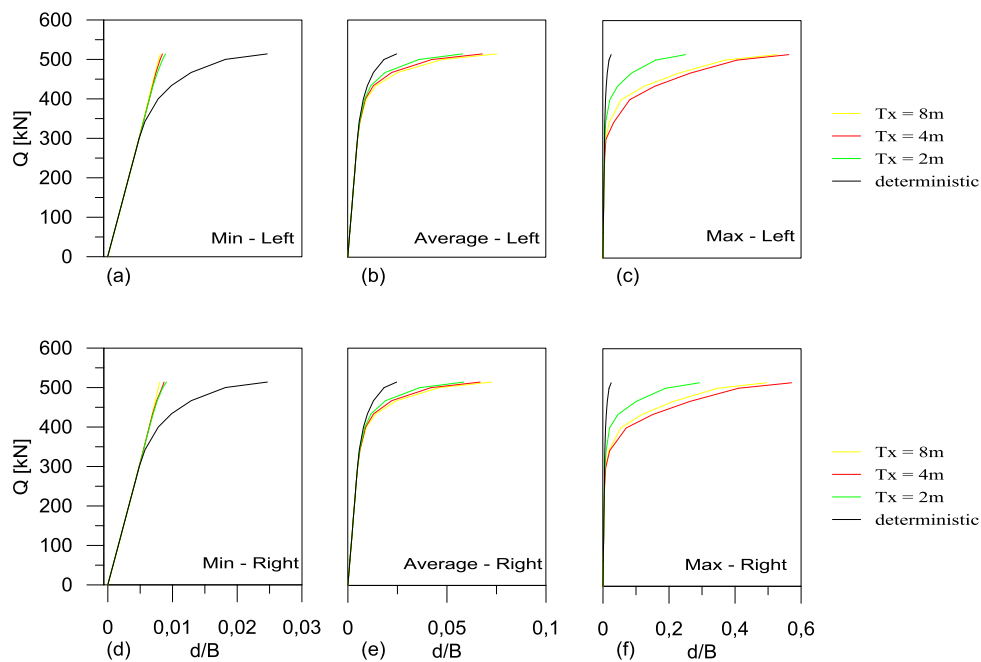 600
500
400
300
200
100
0
Q [kN]
Min - Left
(a)
Average - Left
(b)
Max - Left
(c)
Tx = 8m
Tx = 4m
Tx = 2m
deterministic
600
500
400
300
200
100
0
Q [kN]
Min - Right
0 0,01 0,02 0,03
(d) d/B
Average - Right
0 0,05 0,1
(e) d/B
Max - Right
0 0,2 0,4 0,6
(f) d/B
Tx = 8m
Tx = 4m
Tx = 2m
deterministic